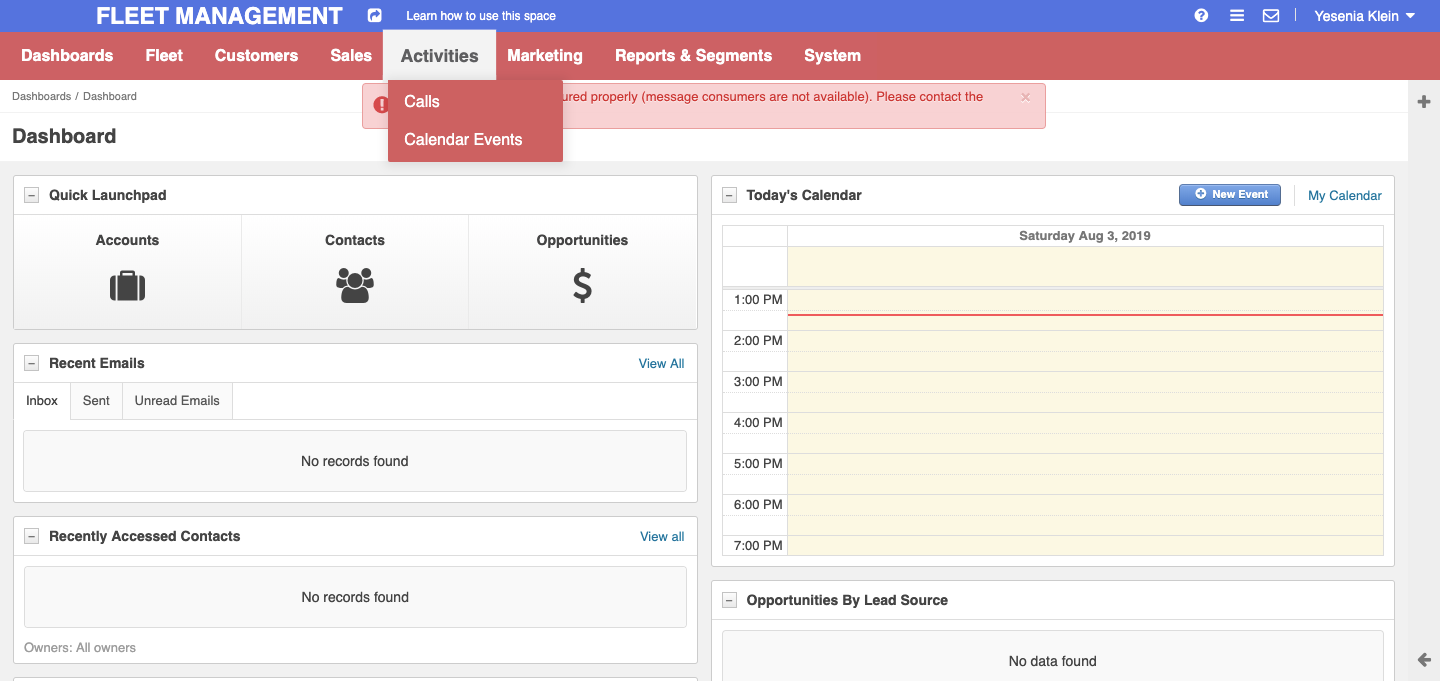 FLEET MANAGEMENT
Learn how to use this space
Yesenia Klein
Dashboards
Fleet
Customers
Sales
Activities
Marketing
Reports & Segments
System
Calls
Calendar Events
properly (message consumers are not available). Please contact the
×
Dashboards / Dashboard
Dashboard
Quick Launchpad
Accounts
Contacts
Opportunities
Recent Emails
View All
Inbox
Sent
Unread Emails
No records found
Recently Accessed Contacts
View all
No records found
Owners: All owners
Today's Calendar
New Event
My Calendar
Saturday Aug 3, 2019
1:00 PM
2:00 PM
3:00 PM
4:00 PM
5:00 PM
6:00 PM
7:00 PM
Opportunities By Lead Source
No data found